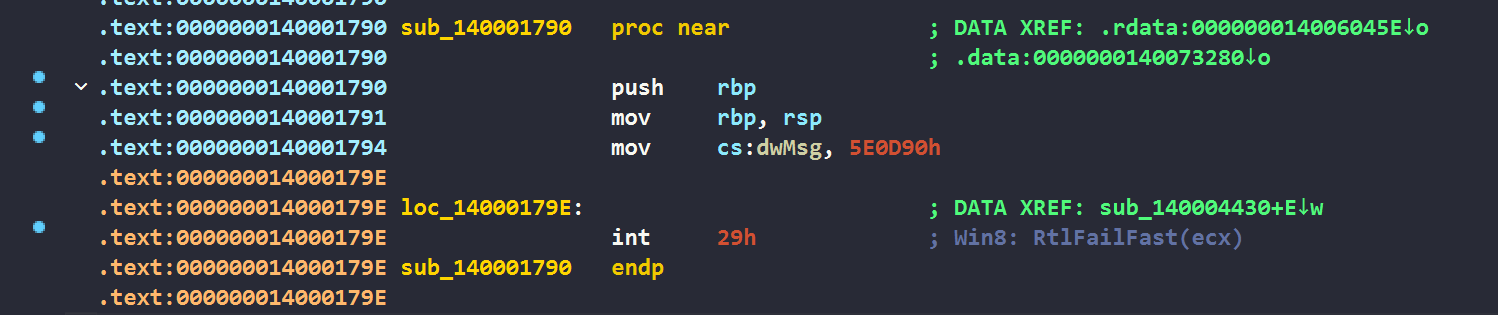 .text:0000000140001790
.text:0000000140001790 sub_140001790 proc near ; DATA XREF: .rdata:000000014006045E↓o
.text:0000000140001790 ; .data:0000000140073280↓o
.text:0000000140001790 push rbp
.text:0000000140001791 mov rbp, rsp
.text:0000000140001794 mov cs:dwMsg, 5E0D90h
.text:000000014000179E
.text:000000014000179E loc_14000179E: ; DATA XREF: sub_140004430+E↓w
.text:000000014000179E int 29h ; Win8: RtlFailFast(ecx)
.text:000000014000179E sub_140001790 endp
.text:000000014000179E